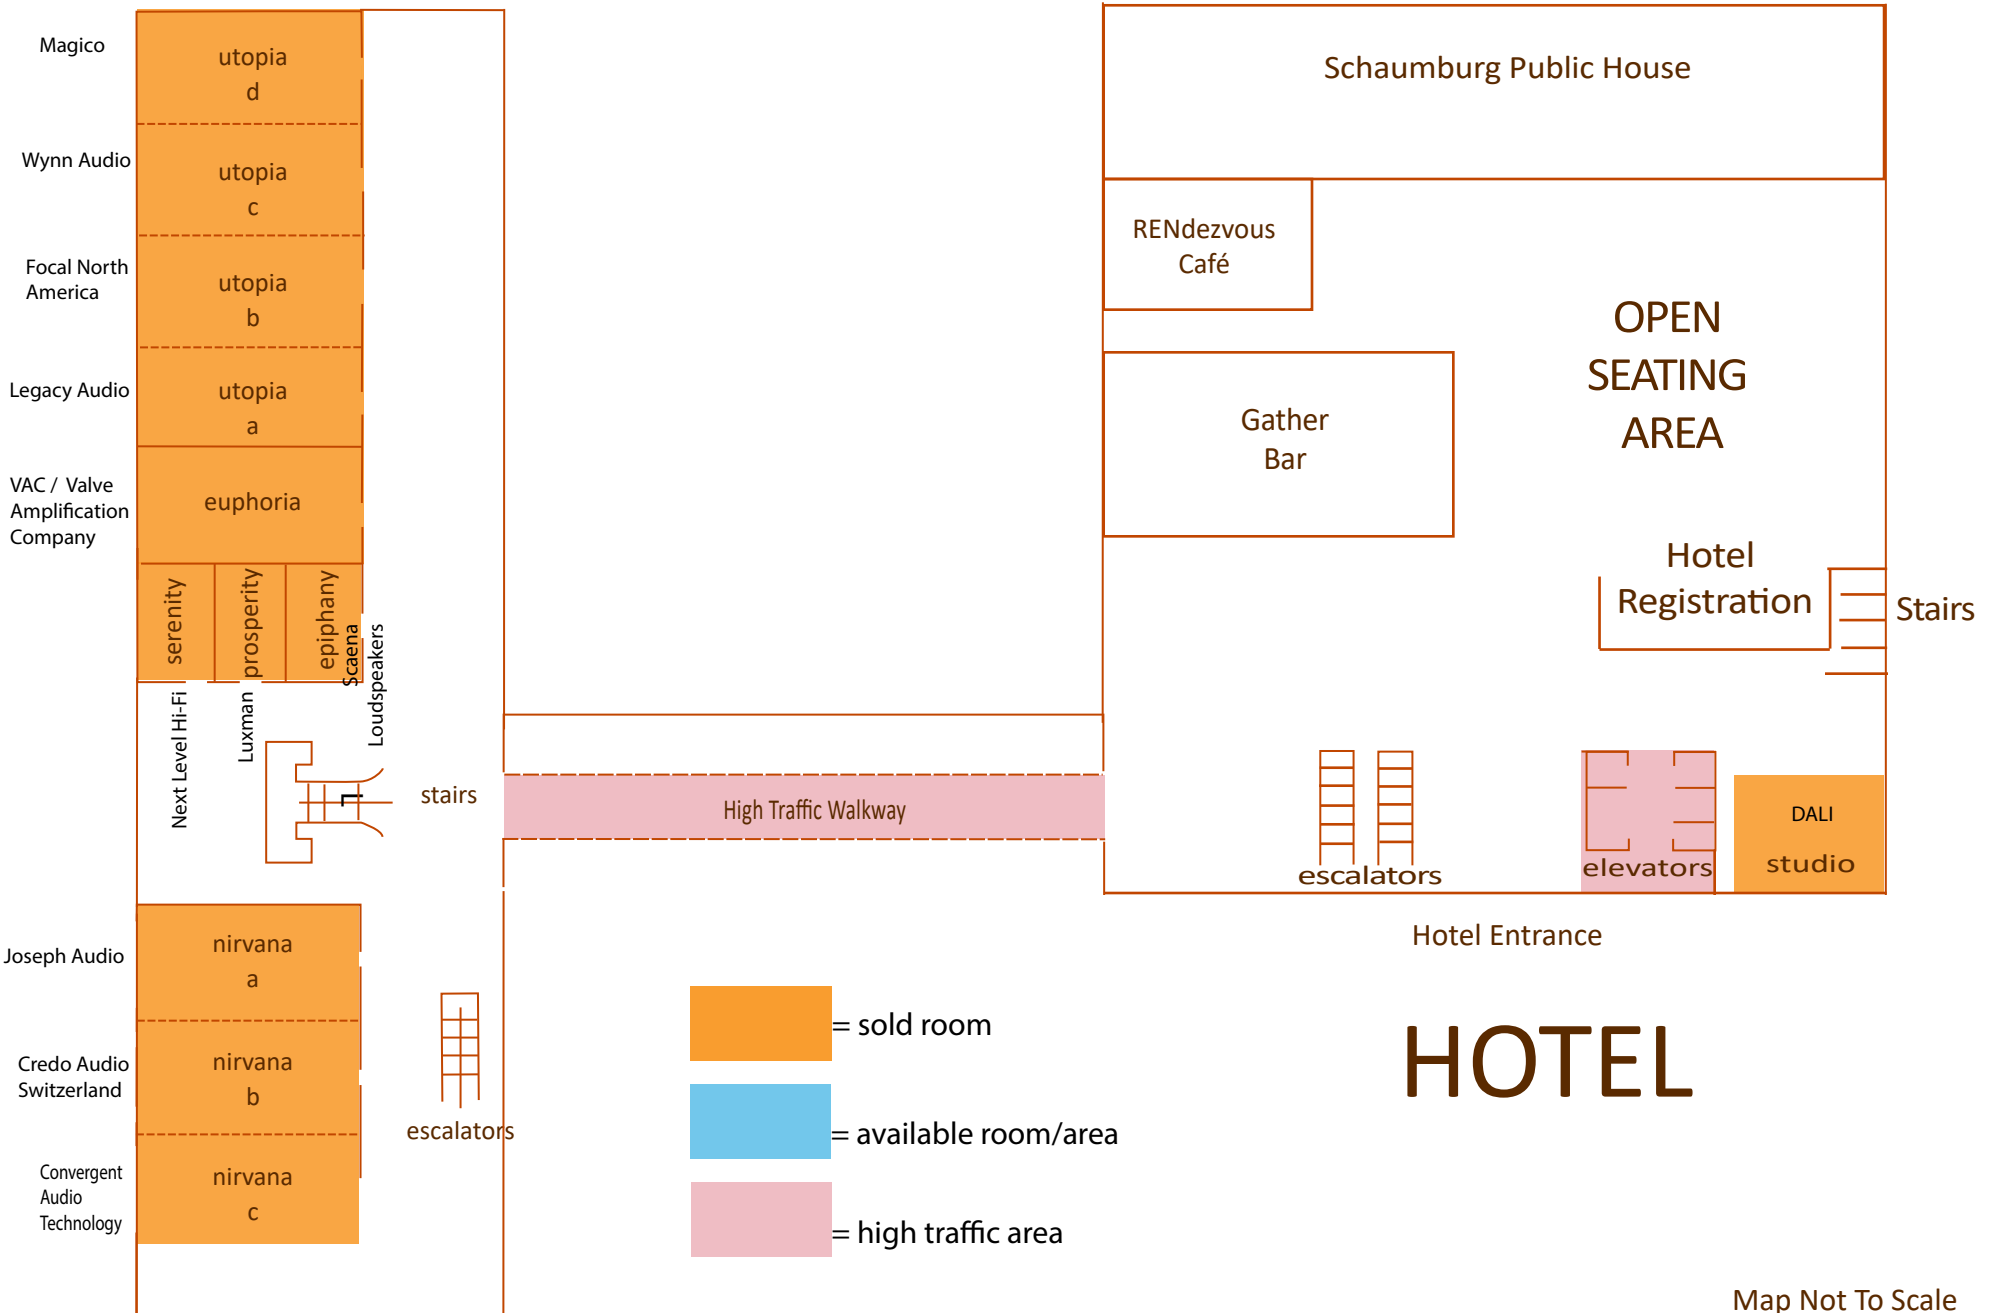 Magico
utopia
d
Wynn Audio
utopia
c
Focal North
America
utopia
b
Legacy Audio
utopia
a
VAC / Valve
Amplification
Company
euphoria
serenity
prosperity
epiphany
Next Level Hi-Fi
Luxman
Scaena
Loudspeakers
stairs
High Traffic Walkway
Joseph Audio
nirvana
a
Credo Audio
Switzerland
nirvana
b
Convergent
Audio
Technology
nirvana
c
escalators
= sold room
= available room/area
= high traffic area
Schaumburg Public House
RENdezvous
Café
Gather
Bar
OPEN
SEATING
AREA
Hotel
Registration
Stairs
escalators
elevators
DALI
studio
Hotel Entrance
HOTEL
Map Not To Scale